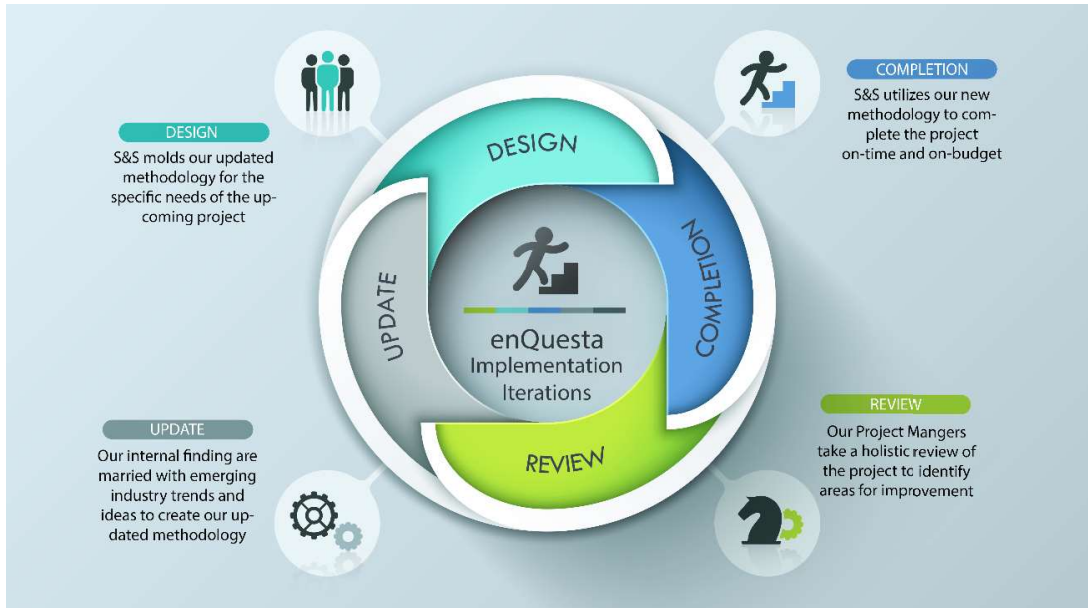 DESIGN
S&S molds our updated
methodology for the
specific needs of the up-
coming project
COMPLETION
S&S utilizes our new
methodology to com-
plete the project
on-time and on-budget
DESIGN
COMPLETION
UPDATE
REVIEW
enQuesta
Implementation
Iterations
UPDATE
Our internal finding are
married with emerging
industry trends and
ideas to create our up-
dated methodology
REVIEW
Our Project Mangers
take a holistic review of
the project to identify
areas for improvement